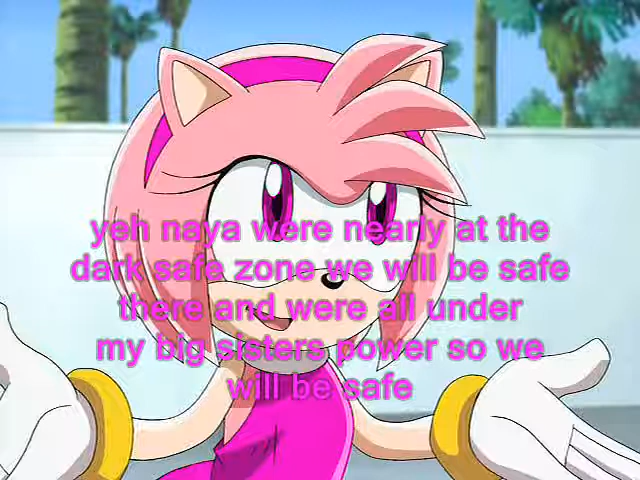 yeh naya were nearly at the
dark safe zone we will be safe
there and were all under
my big sisters power so we
will be safe